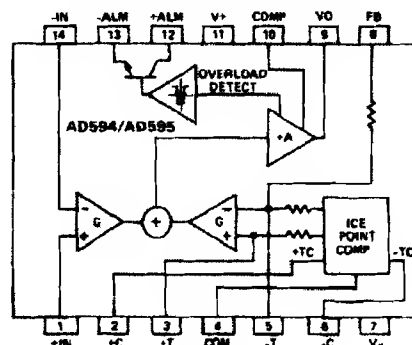 -IN -ALM +ALM V+ COMP VO FB
14 13 12 11 10 9 8
OVERLOAD
DETECT
AD594/AD595
+A
- G + G -
+ +
ICE
POINT
COMP
+TC
-TC
1 2 3 4 5 6 7
+IN +C +T COM -T -C V-